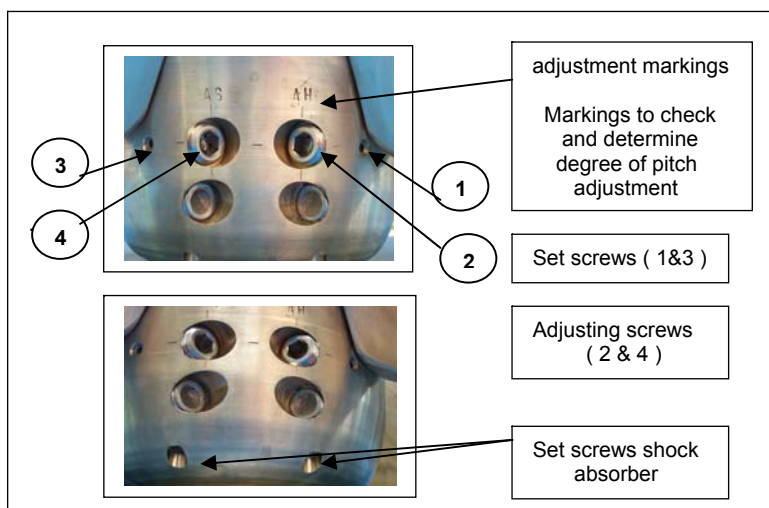 adjustment markings
Markings to check
and determine
degree of pitch
adjustment
AS
AH
3
1
4
2
Set screws ( 1&3 )
Adjusting screws
( 2 & 4 )
AH
Set screws shock
absorber